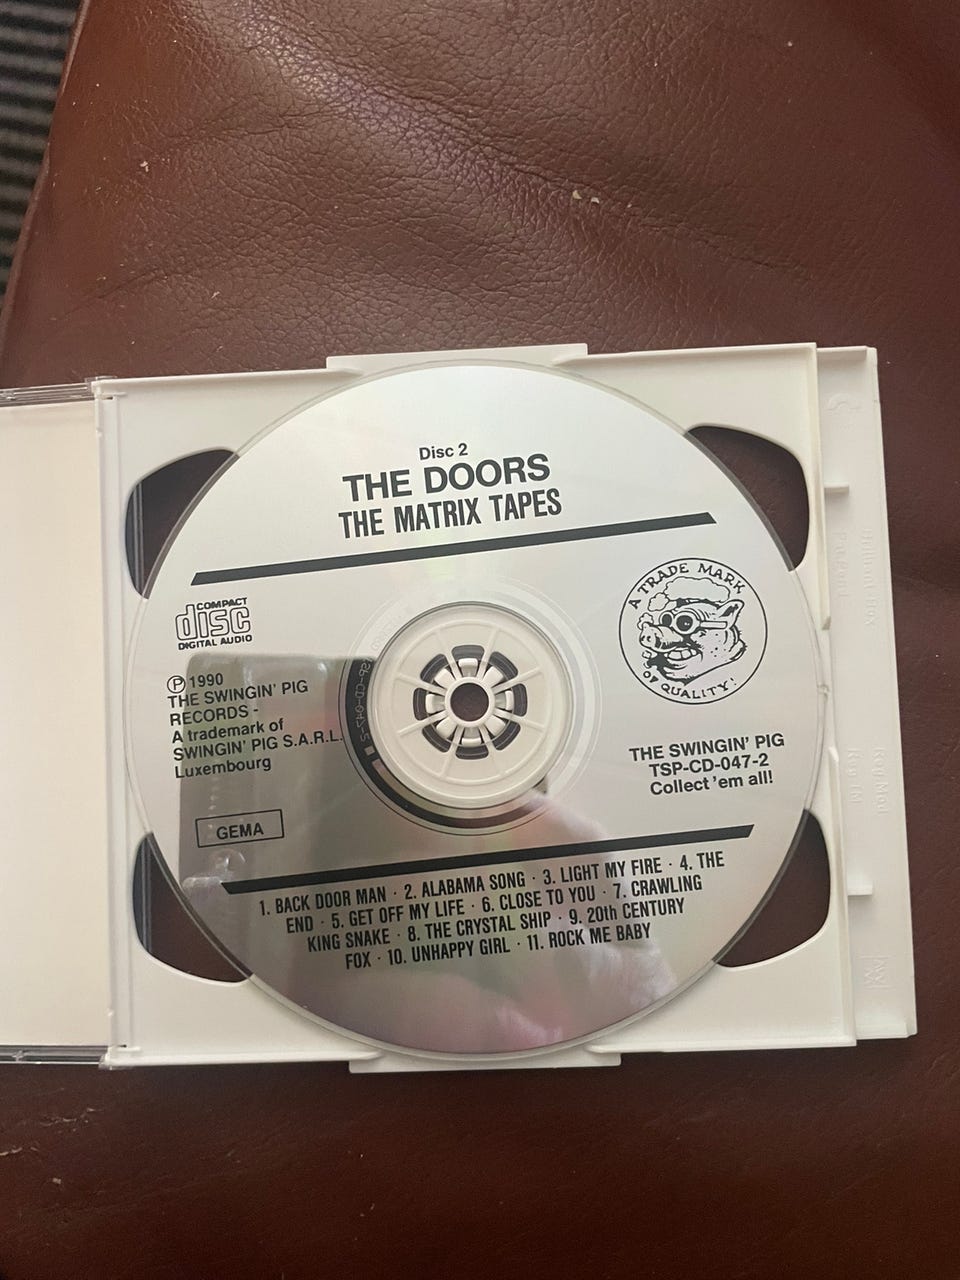 Disc 2
THE DOORS
THE MATRIX TAPES
COMPACT
disc
DIGITAL AUDIO
Ⓟ 1990
THE SWINGIN' PIG
RECORDS -
A trademark of
SWINGIN' PIG S.A.R.L.
Luxembourg
GEMA
A TRADE MARK
OF QUALITY!
THE SWINGIN' PIG
TSP-CD-047-2
Collect 'em all!
1. BACK DOOR MAN · 2. ALABAMA SONG · 3. LIGHT MY FIRE · 4. THE
END · 5. GET OFF MY LIFE · 6. CLOSE TO YOU · 7. CRAWLING
KING SNAKE · 8. THE CRYSTAL SHIP · 9. 20th CENTURY
FOX · 10. UNHAPPY GIRL · 11. ROCK ME BABY